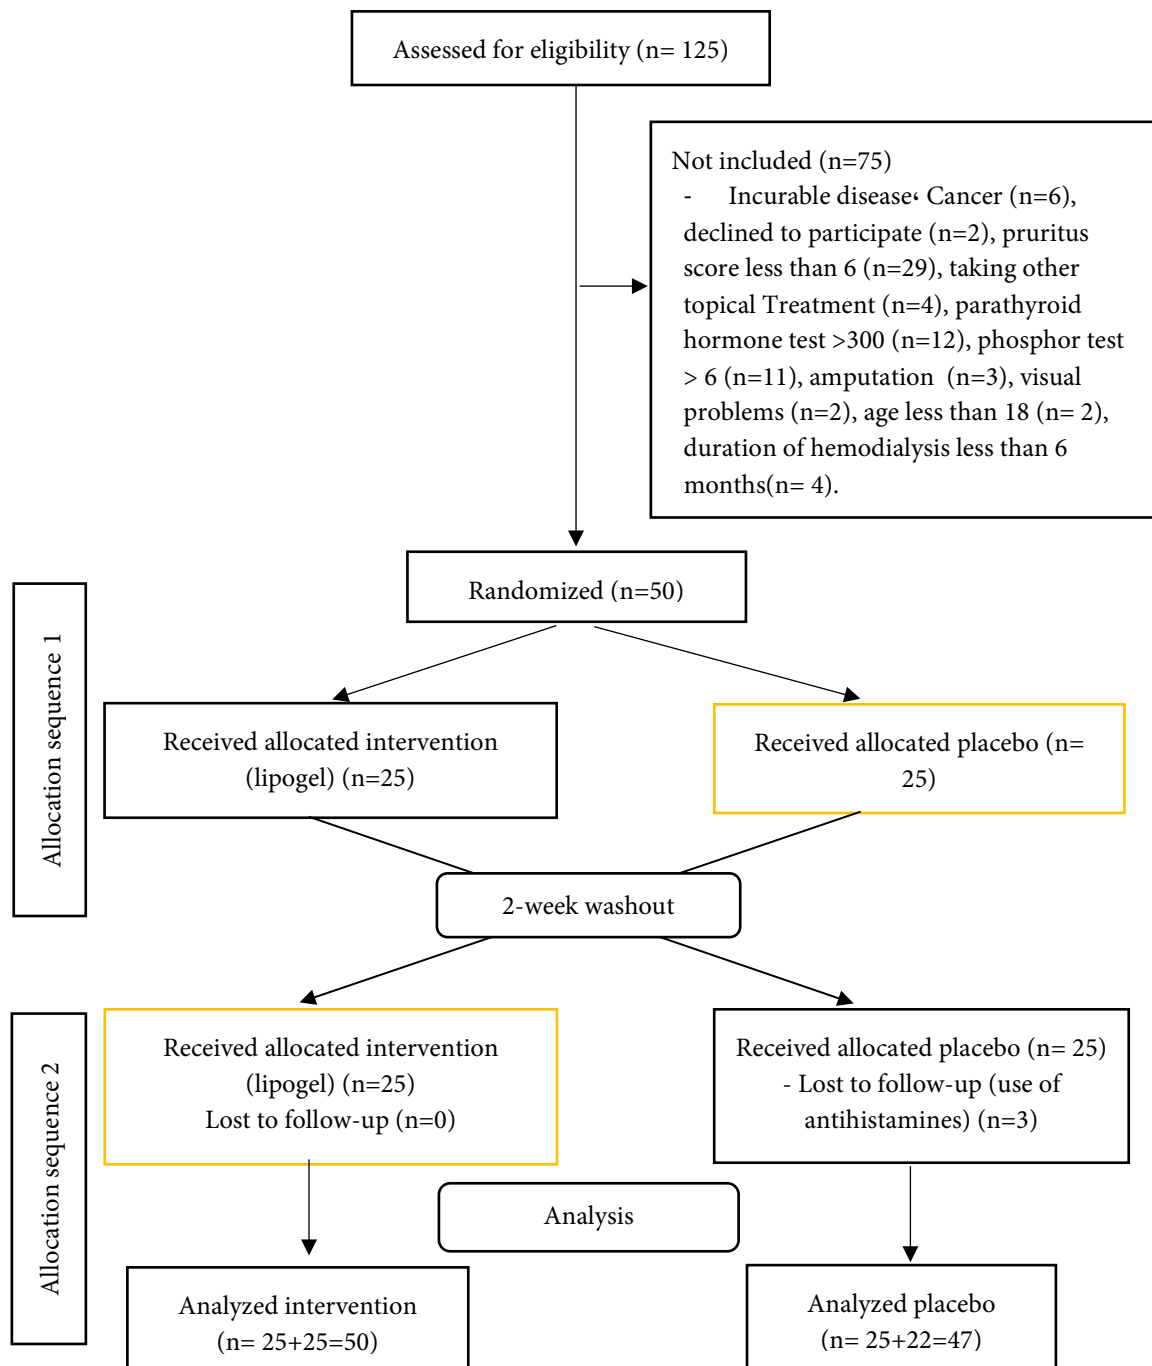 Assessed for eligibility (n= 125)
Not included (n=75)
- Incurable disease، Cancer (n=6),
declined to participate (n=2), pruritus
score less than 6 (n=29), taking other
topical Treatment (n=4), parathyroid
hormone test >300 (n=12), phosphor test
> 6 (n=11), amputation (n=3), visual
problems (n=2), age less than 18 (n= 2),
duration of hemodialysis less than 6
months(n= 4).
Randomized (n=50)
Allocation sequence 1
Received allocated intervention
(lipogel) (n=25)
Received allocated placebo (n=
25)
2-week washout
Allocation sequence 2
Received allocated intervention
(lipogel) (n=25)
Lost to follow-up (n=0)
Received allocated placebo (n= 25)
- Lost to follow-up (use of
antihistamines) (n=3)
Analysis
Analyzed intervention
(n= 25+25=50)
Analyzed placebo
(n= 25+22=47)